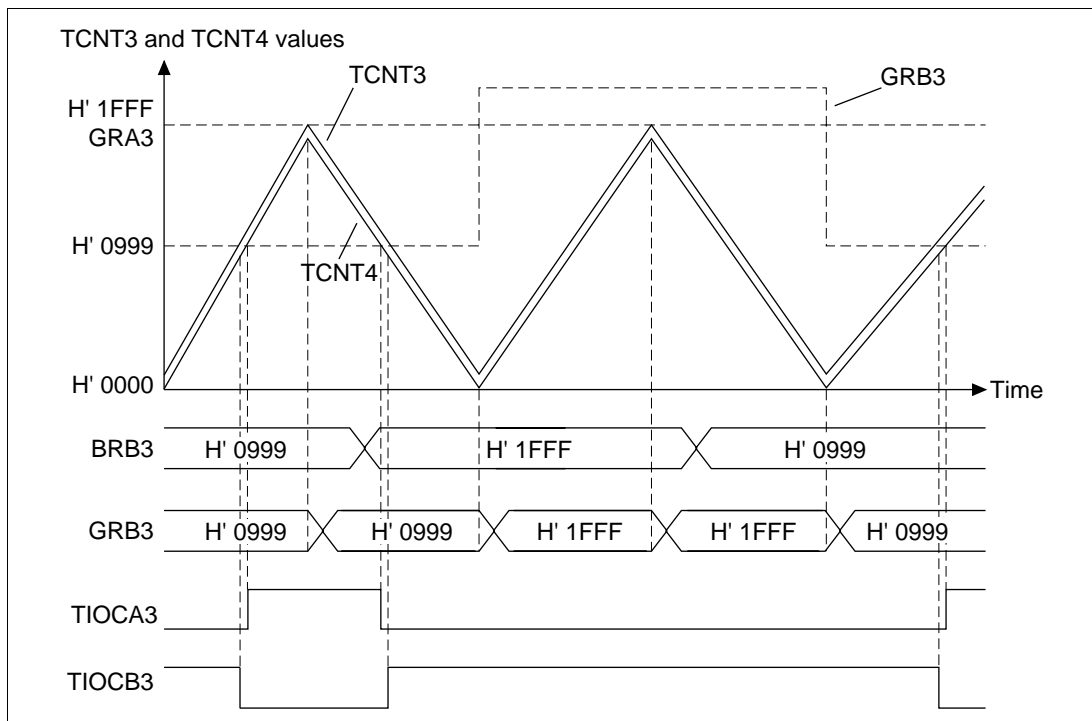 TCNT3 and TCNT4 values
TCNT3
GRB3
H' 1FFF
GRA3
H' 0999
TCNT4
H' 0000
Time
BRB3
H' 0999
H' 1FFF
H' 0999
GRB3
H' 0999
H' 0999
H' 1FFF
H' 1FFF
H' 0999
TIOCA3
TIOCB3